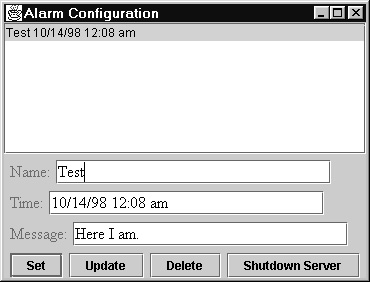 Alarm Configuration
Test 10/14/98 12:08 am
Name: Test
Time: 10/14/98 12:08 am
Message: Here I am.
Set Update Delete Shutdown Server